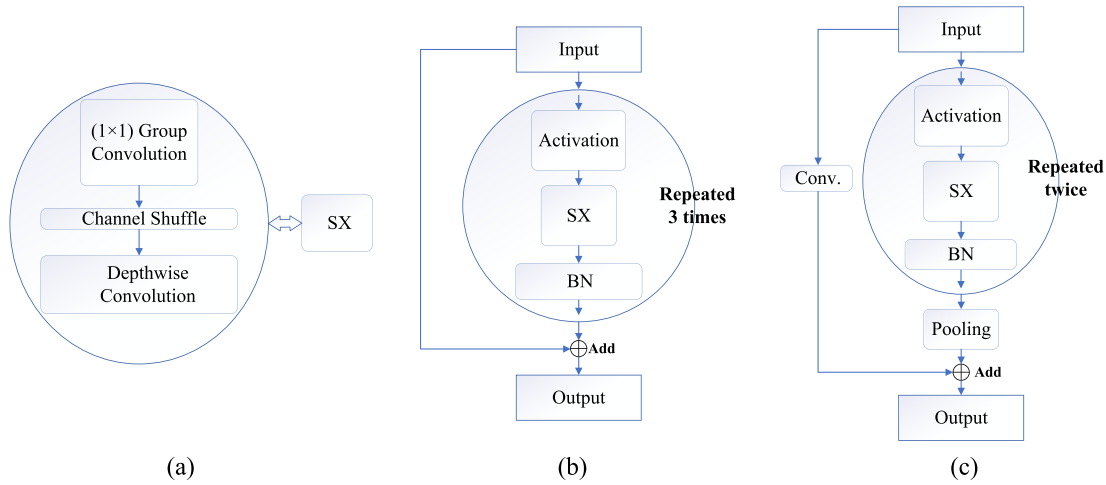 (1×1) Group
Convolution
Channel Shuffle
Depthwise
Convolution
SX
(a)
Input
Activation
SX
BN
Repeated
3 times
Add
Output
(b)
Input
Conv.
Activation
SX
BN
Repeated
twice
Pooling
Add
Output
(c)